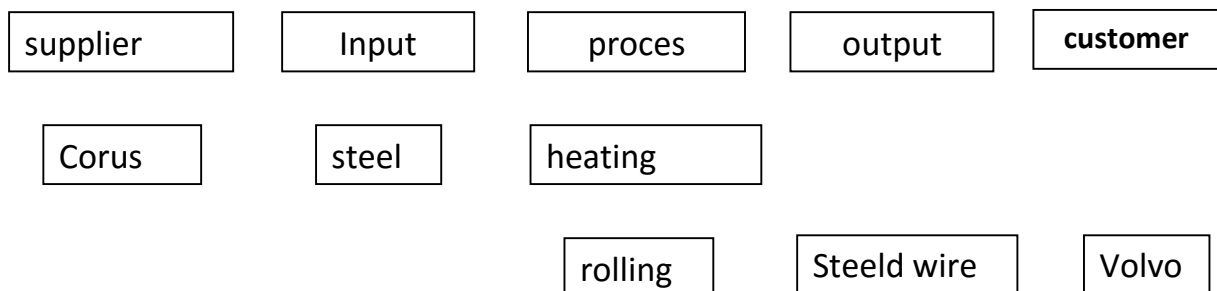 supplier Input proces output customer
Corus steel heating
rolling Steeld wire Volvo